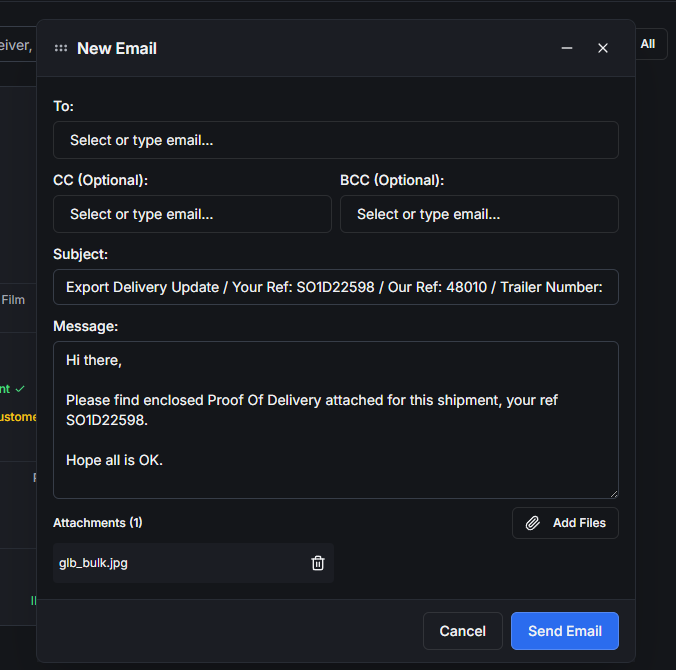 eiver,
New Email
All
To:
Select or type email...
CC (Optional):
BCC (Optional):
Select or type email...
Select or type email...
Subject:
Export Delivery Update / Your Ref: SO1D22598 / Our Ref: 48010 / Trailer Number:
Film
Message:
Hi there,
nt ✓
Please find enclosed Proof Of Delivery attached for this shipment, your ref
ustome
SO1D22598.
Hope all is OK.
Attachments (1)
Add Files
glb_bulk.jpg
Cancel
Send Email